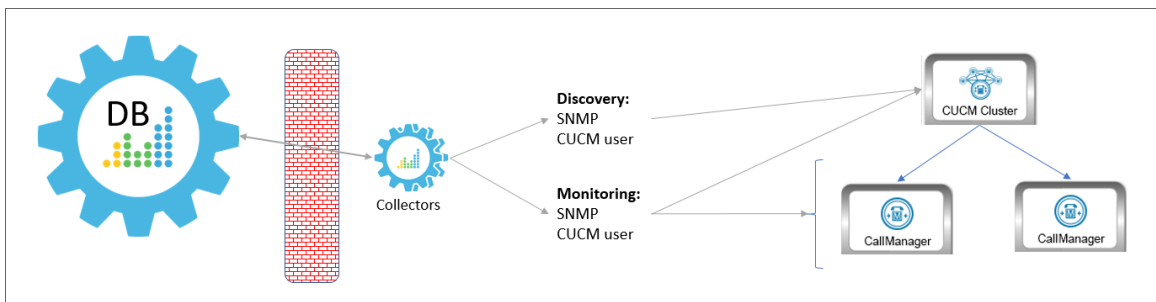 DB
Collectors
Discovery:
SNMP
CUCM user
Monitoring:
SNMP
CUCM user
CUCM Cluster
CallManager
CallManager